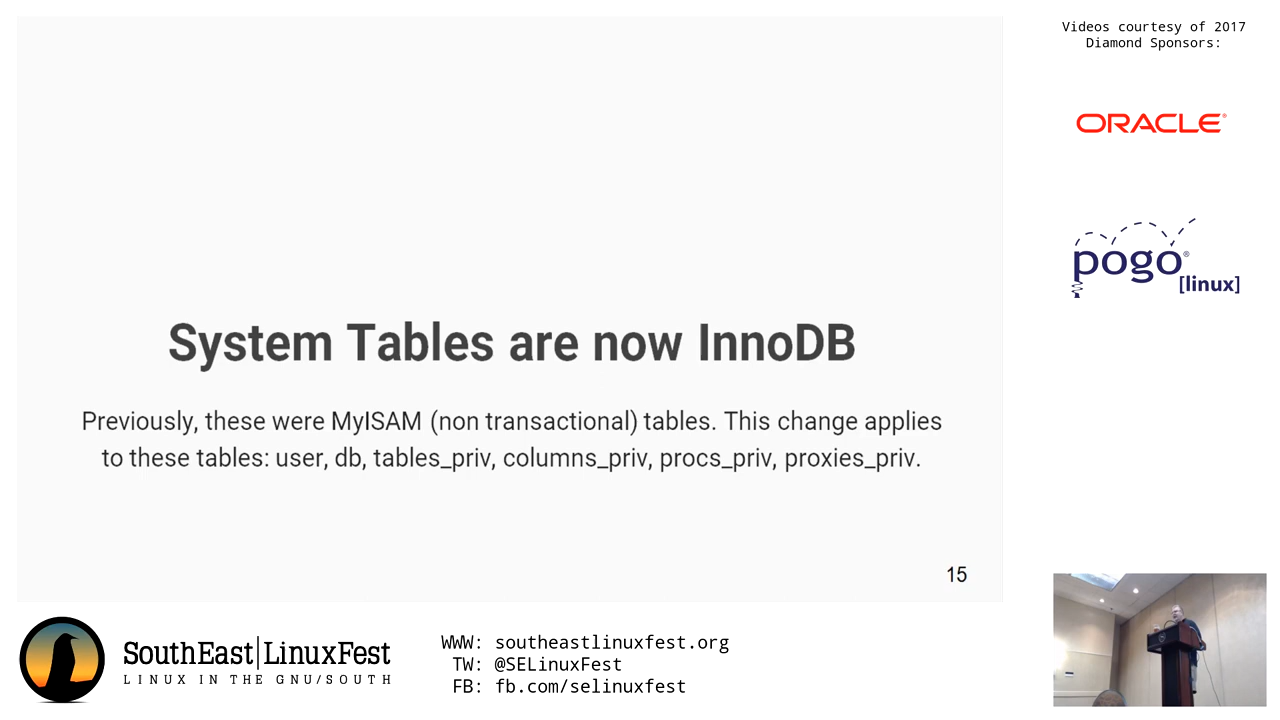 Videos courtesy of 2017
Diamond Sponsors:
ORACLE®
pogo®
[linux]
System Tables are now InnoDB
Previously, these were MyISAM (non transactional) tables. This change applies
to these tables: user, db, tables_priv, columns_priv, procs_priv, proxies_priv.
15
SouthEast|LinuxFest
LINUX IN THE GNU/SOUTH
WWW: southeastlinuxfest.org
TW: @SELinuxFest
FB: fb.com/selinuxfest